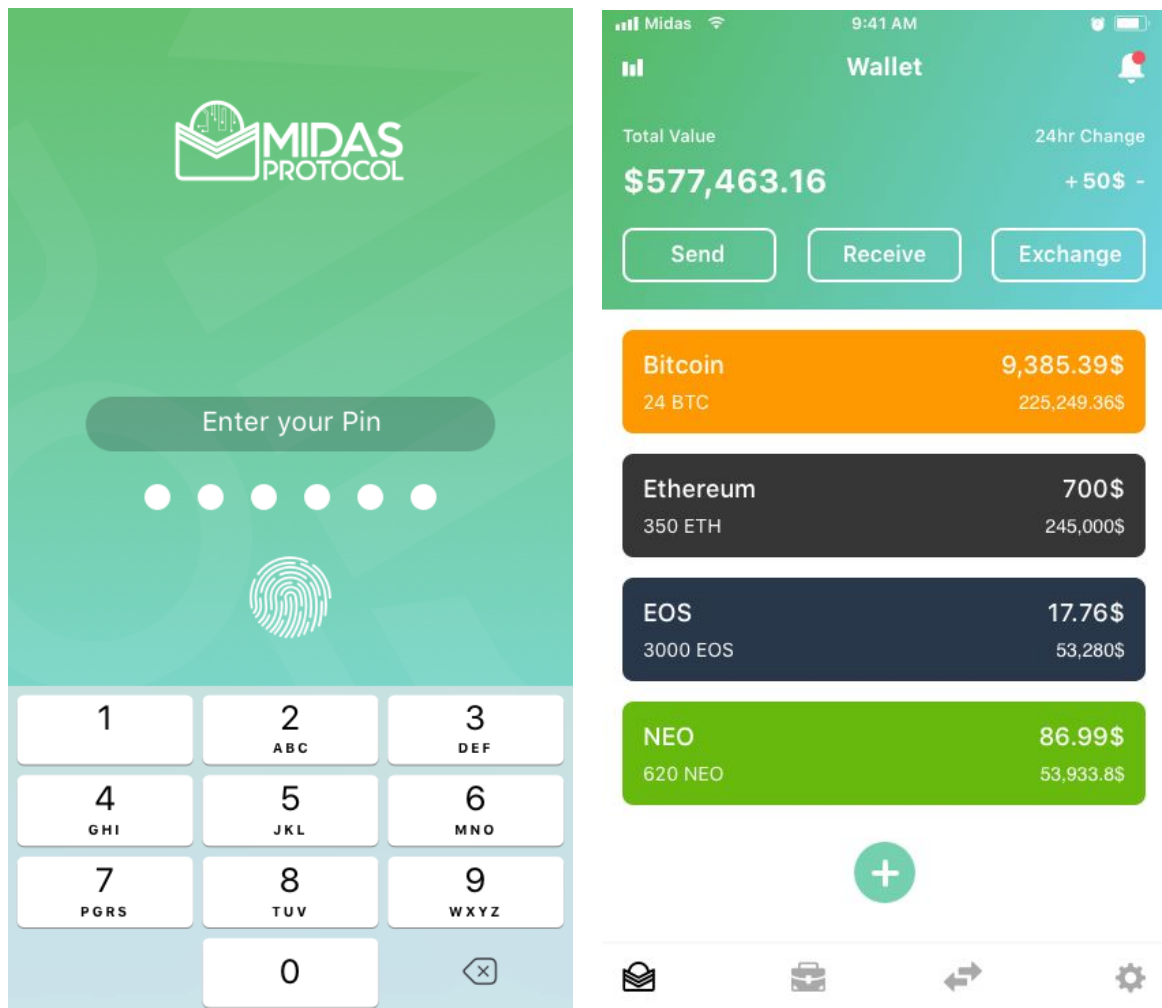 MIDAS
PROTOCOL
Enter your Pin
1
2
ABC
3
DEF
4
GHI
5
JKL
6
MNO
7
PGRS
8
TUV
9
WXYZ
0
Midas
9:41 AM
Wallet
Total Value
24hr Change
$577,463.16
+50$ -
Send
Receive
Exchange
Bitcoin
9,385.39$
24 BTC
225,249.36$
Ethereum
700$
350 ETH
245,000$
EOS
17.76$
3000 EOS
53,280$
NEO
86.99$
620 NEO
53,933.8$